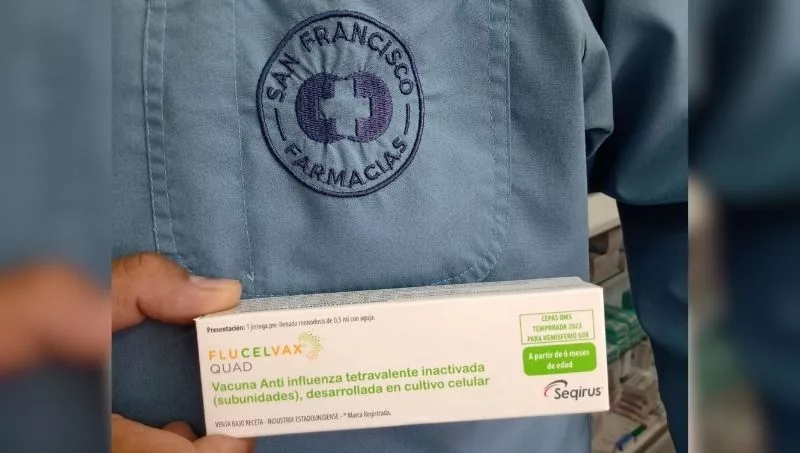 SAN FRANCISCO
FARMACIAS
Presentación: 1 jeringa pre-llenada monodosis de 0,5 ml con aguja.
FLUCELVAX
QUAD
Vacuna Anti influenza tetravalente inactivada
(subunidades), desarrollada en cultivo celular
VENTA BAJO RECETA - INDUSTRIA ESTADOUNIDENSE - ® Marca Registrada.
CEPAS OMS
TEMPORADA 2023
PARA HEMISFERIO SUR
A partir de 6 meses
de edad
Seqirus